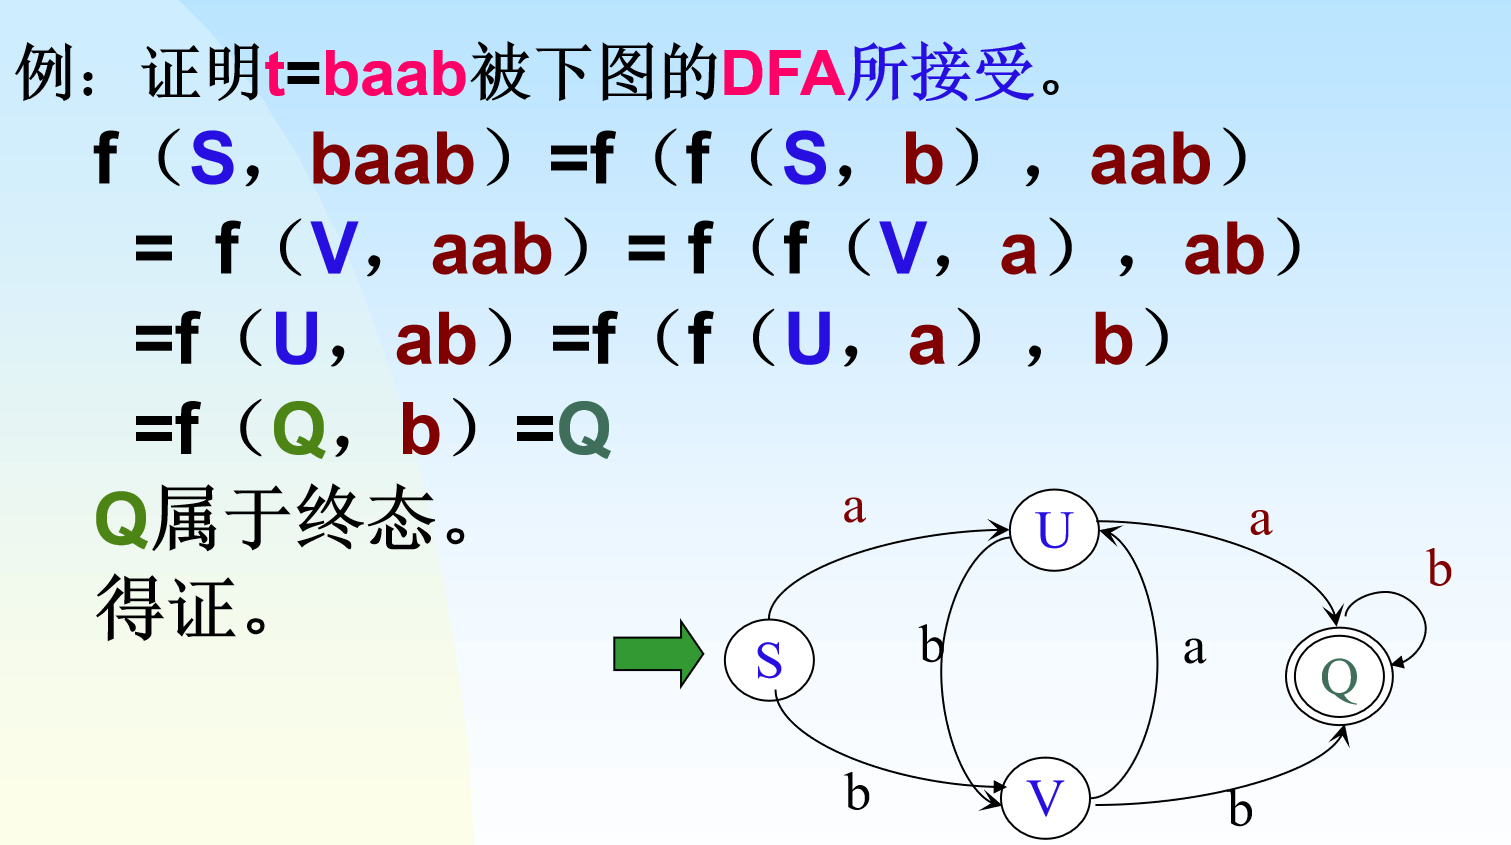 例：证明t=baab被下图的DFA所接受。
f（S，baab）=f（f（S，b），aab）
= f（V，aab）= f（f（V，a），ab）
=f（U，ab）=f（f（U，a），b）
=f（Q，b）=Q
Q属于终态。
得证。
a
U
a
b
S
b
a
Q
b
V
b